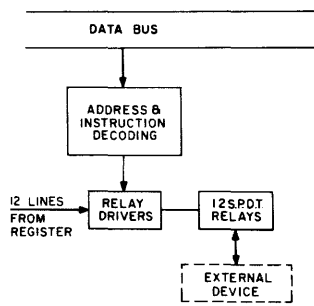 DATA BUS
ADDRESS &
INSTRUCTION
DECODING
12 LINES
FROM
REGISTER
RELAY
DRIVERS
12 S.P.D.T.
RELAYS
EXTERNAL
DEVICE